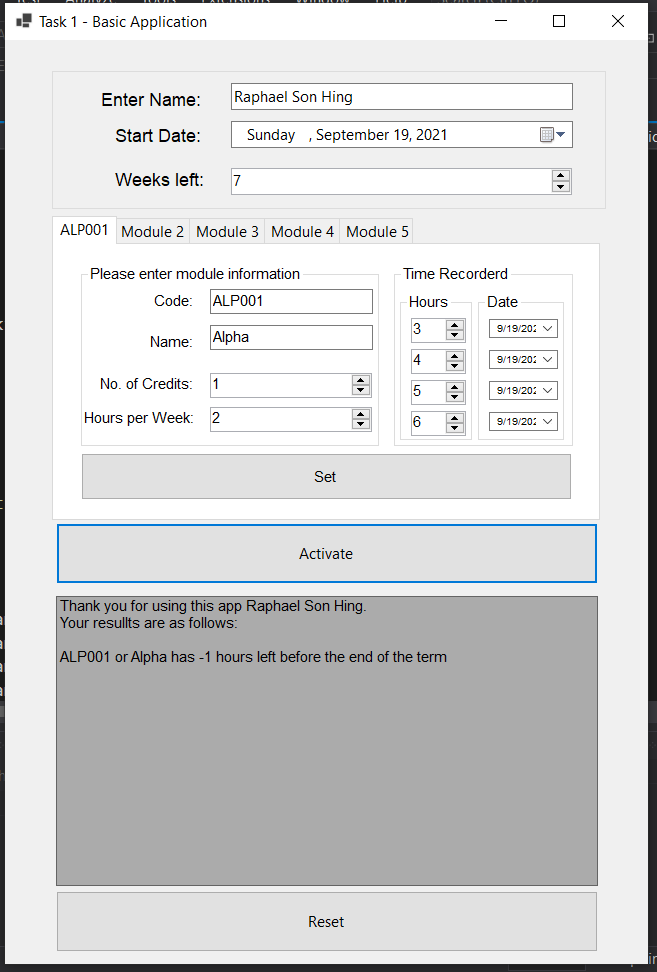 Task 1 - Basic Application
Enter Name: Raphael Son Hing
Start Date: Sunday , September 19, 2021
Weeks left: 7
ALP001 Module 2 Module 3 Module 4 Module 5
Please enter module information
Code: ALP001
Name: Alpha
No. of Credits: 1
Hours per Week: 2
Time Recorderd
Hours Date
3 9/19/202
4 9/19/202
5 9/19/202
6 9/19/202
Set
Activate
Thank you for using this app Raphael Son Hing.
Your resullts are as follows:
ALP001 or Alpha has -1 hours left before the end of the term
Reset